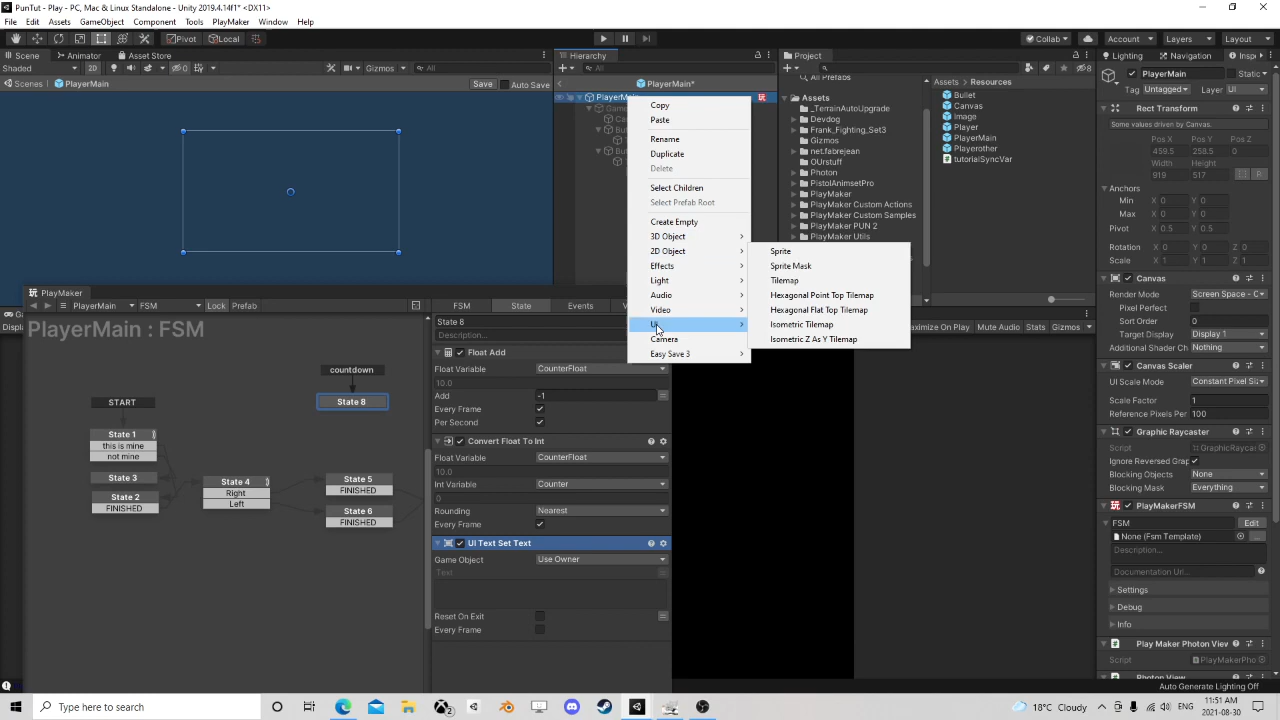 PunTut - Play - PC, Mac & Linux Standalone - Unity 2019.4.14f1* <DX11>
File Edit Assets GameObject Component Tools PlayMaker Window Help
Pivot Local Collab Account Layers Layout
Scene Animator Asset Store
Shaded 2D 0 Gizmos All
Scenes PlayerMain Save Auto Save
Hierarchy
All
PlayerMain*
PlayerMain
Copy
Paste
Rename
Duplicate
Delete
Select Children
Select Prefab Root
Create Empty
3D Object
2D Object
Effects
Light
Audio
Video
UI
Camera
Easy Save 3
Sprite
Sprite Mask
Tilemap
Hexagonal Point Top Tilemap
Hexagonal Flat Top Tilemap
Isometric Tilemap
Isometric Z As Y Tilemap
Project
8
All Prefabs
Assets
_TerrainAutoUpgrade
Devdog
Frank_Fighting_Set3
Gizmos
net.fabrejean
OUrstuff
Photon
PistolAnimsetPro
PlayMaker
PlayMaker Custom Actions
PlayMaker Custom Samples
PlayMaker PUN 2
PlayMaker Utils
Assets Resources
Bullet
Canvas
Image
Player
PlayerMain
Playerother
tutorialSyncVar
aximize On Play Mute Audio Stats Gizmos
Lighting Navigation Inspe
PlayerMain Static
Tag Untagged Layer UI
Rect Transform
Some values driven by Canvas.
Pos X Pos Y Pos Z
459.5 258.5 0
Width Height
919 517 R
Anchors
Min X 0 Y 0
Max X 0 Y 0
Pivot X 0.5 Y 0.5
Rotation X 0 Y 0 Z 0
Scale X 1 Y 1 Z 1
Canvas
Render Mode Screen Space - C
Pixel Perfect
Sort Order 0
Target Display Display 1
Additional Shader Ch Nothing
Canvas Scaler
UI Scale Mode Constant Pixel Siz
Scale Factor 1
Reference Pixels Per 100
Graphic Raycaster
Script GraphicRaycas
Ignore Reversed Grap
Blocking Objects None
Blocking Mask Everything
PlayMakerFSM
FSM Edit
None (Fsm Template)
Description...
Documentation Url...
Settings
Debug
Info
Play Maker Photon View
Script PlayMakerPho
Photon View
Auto Generate Lighting Off
PlayMaker
PlayerMain FSM Lock Prefab
PlayerMain : FSM
START
State 1
this is mine
not mine
State 3
State 2
FINISHED
State 4
Right
Left
countdown
State 8
State 5
FINISHED
State 6
FINISHED
FSM State Events V
State 8
Description...
Float Add
Float Variable CounterFloat
10.0
Add -1
Every Frame
Per Second
Convert Float To Int
Float Variable CounterFloat
10.0
Int Variable Counter
0
Rounding Nearest
Every Frame
UI Text Set Text
Game Object Use Owner
Text
Reset On Exit
Every Frame
Type here to search
18°C Cloudy
11:51 AM
2021-08-30